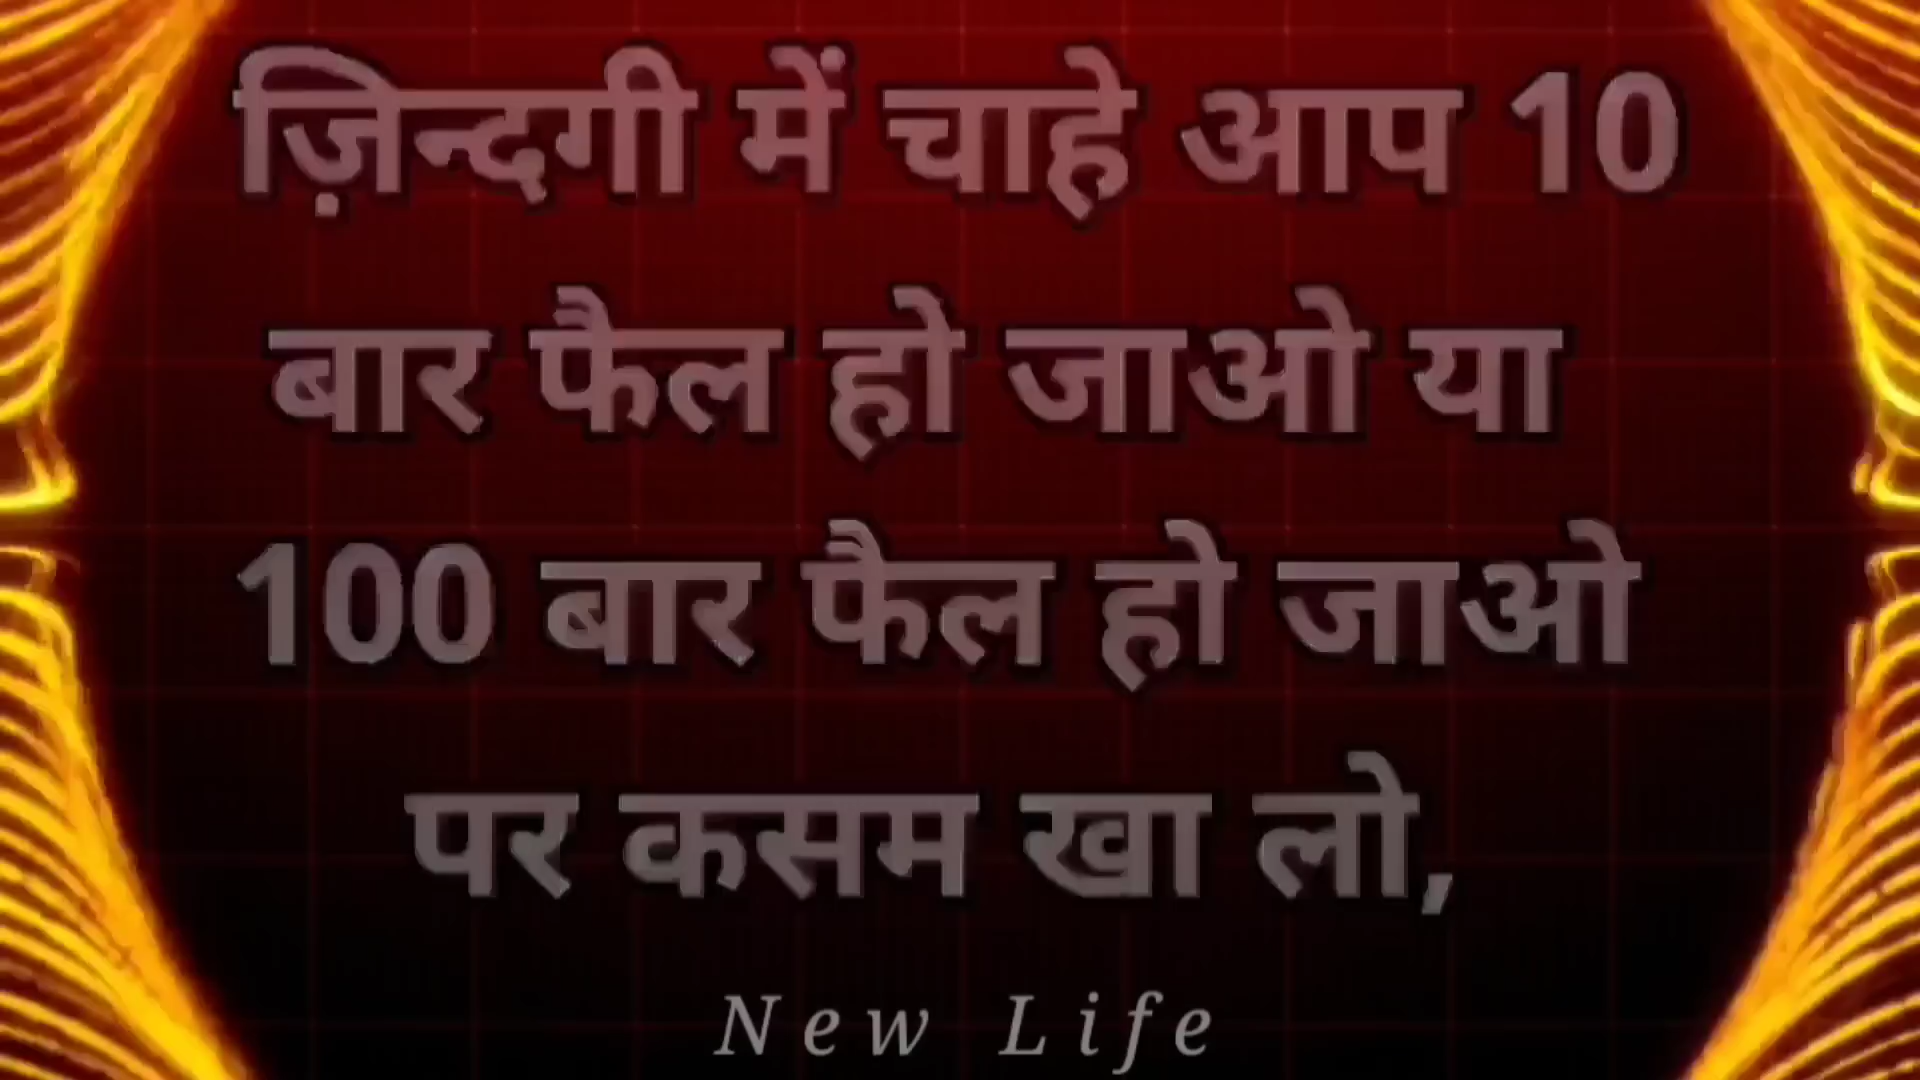 ज़िन्दगी में चाहे आप 10
बार फैल हो जाओ या
100 बार फैल हो जाओ
पर कसम खा लो,
New Life